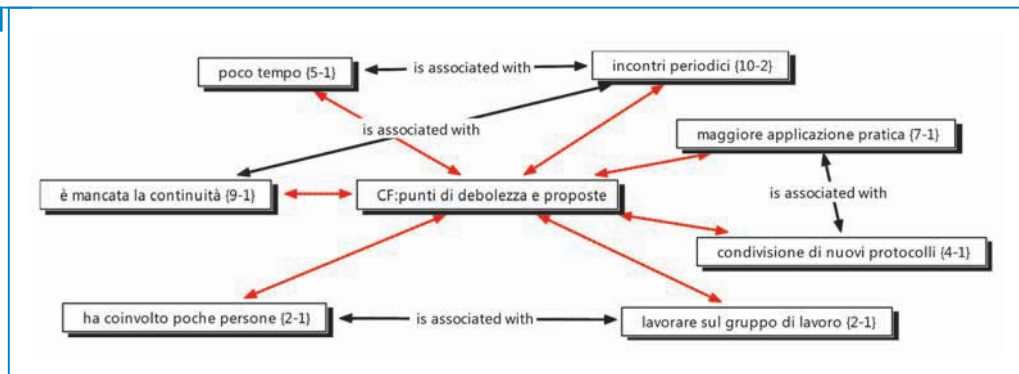 poco tempo {5-1}
is associated with
incontri periodici {10-2}
is associated with
maggiore applicazione pratica {7-1}
è mancata la continuità {9-1}
CF:punti di debolezza e proposte
is associated with
condivisione di nuovi protocolli {4-1}
ha coinvolto poche persone {2-1}
is associated with
lavorare sul gruppo di lavoro {2-1}